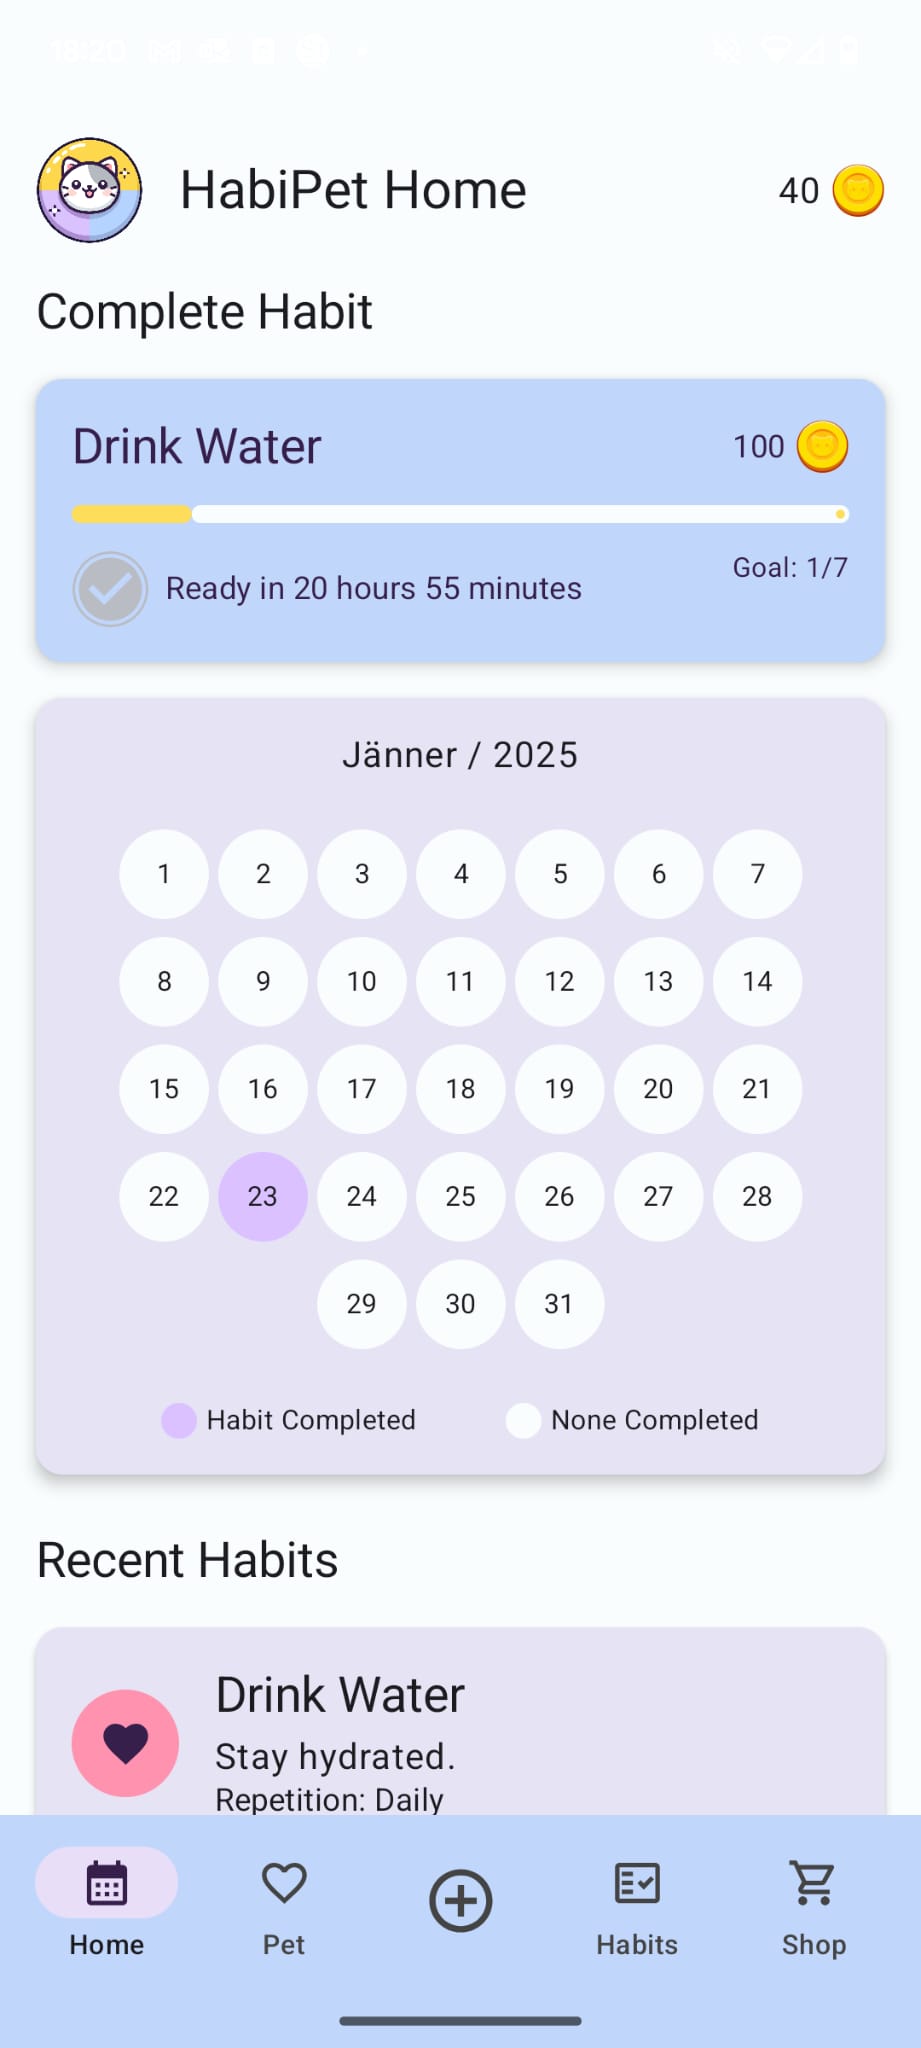 18:20
HabiPet Home
40
Complete Habit
Drink Water
100
Ready in 20 hours 55 minutes
Goal: 1/7
Jänner / 2025
1 2 3 4 5 6 7
8 9 10 11 12 13 14
15 16 17 18 19 20 21
22 23 24 25 26 27 28
29 30 31
Habit Completed
None Completed
Recent Habits
Drink Water
Stay hydrated.
Repetition: Daily
Home
Pet
Habits
Shop